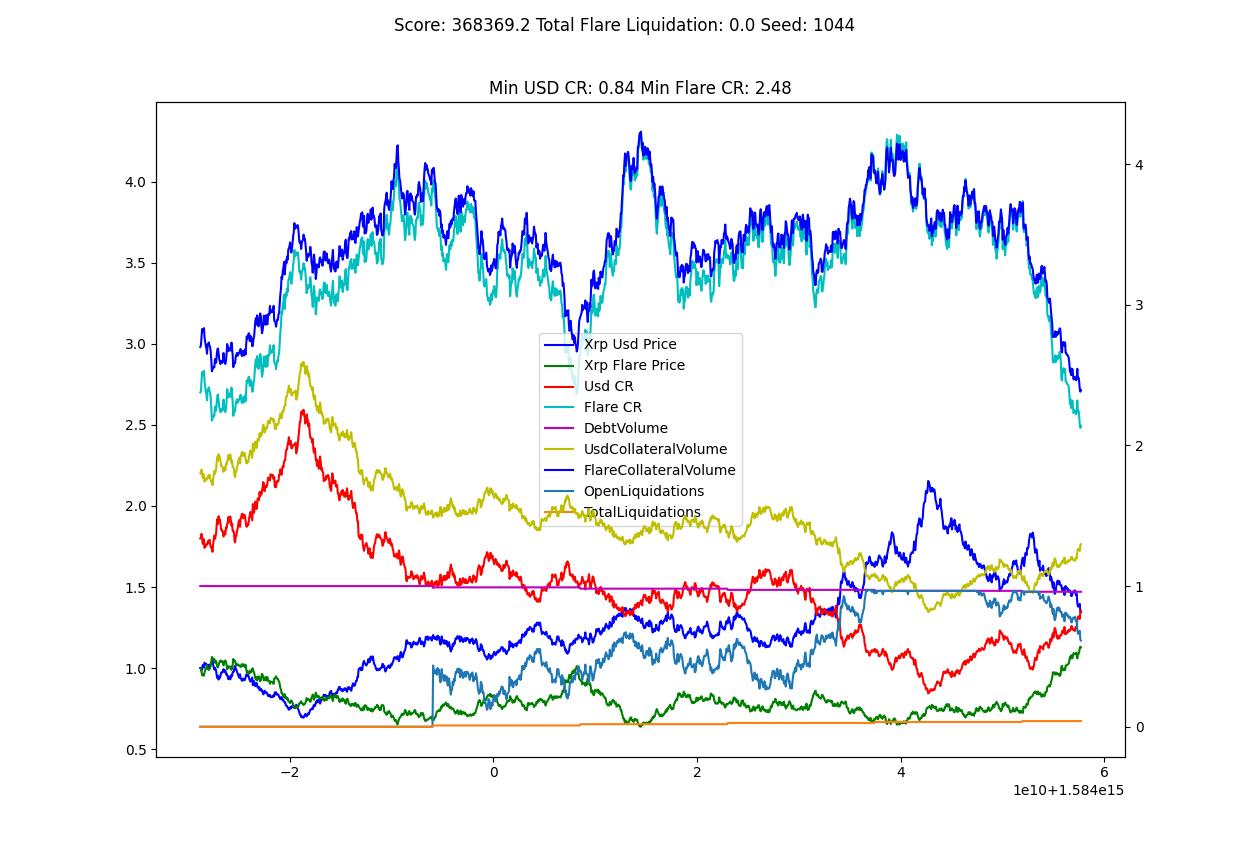 Score: 368369.2 Total Flare Liquidation: 0.0 Seed: 1044
Min USD CR: 0.84 Min Flare CR: 2.48
4.0
3.5
3.0
2.5
2.0
1.5
1.0
0.5
4
3
2
1
0
Xrp Usd Price
Xrp Flare Price
Usd CR
Flare CR
DebtVolume
UsdCollateralVolume
FlareCollateralVolume
OpenLiquidations
TotalLiquidations
−2 0 2 4 6
1e10+1.584e15